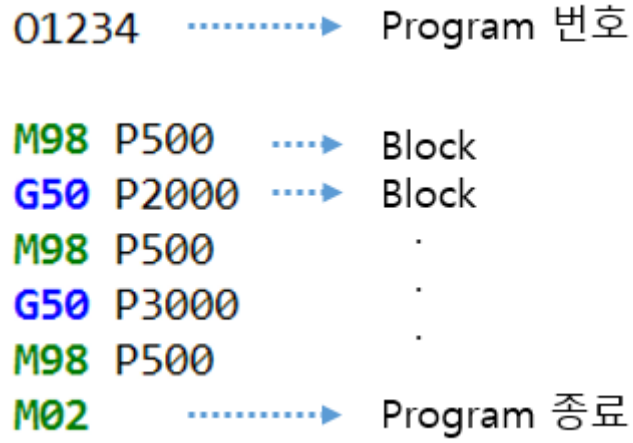 O1234 Program 번호
M98 P500 Block
G50 P2000 Block
M98 P500 .
G50 P3000 .
M98 P500 .
M02 Program 종료